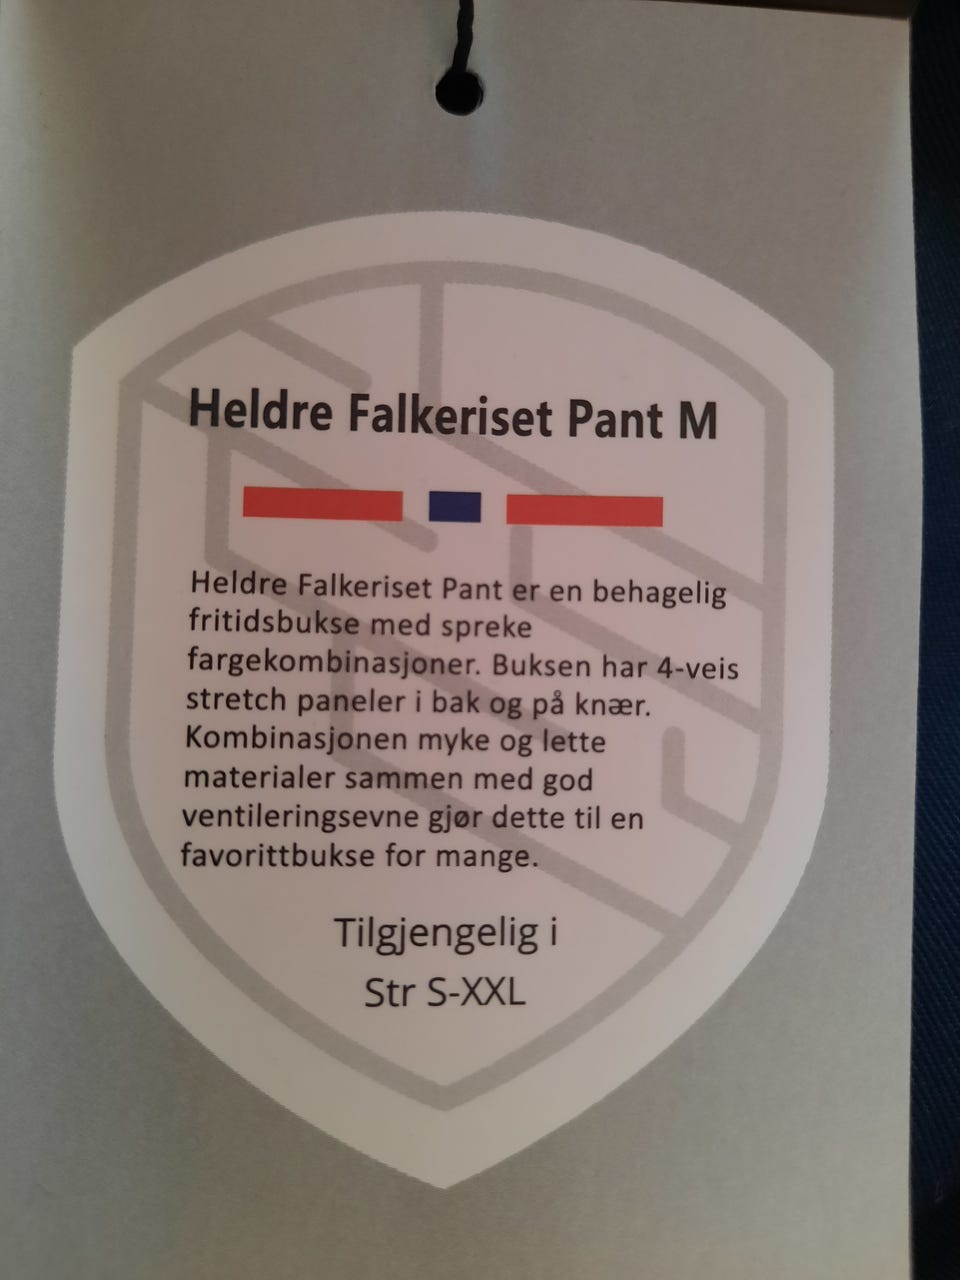 Heldre Falkeriset Pant M
Heldre Falkeriset Pant er en behagelig
fritidsbukse med spreke
fargekombinasjoner. Buksen har 4-veis
stretch paneler i bak og på knær.
Kombinasjonen myke og lette
materialer sammen med god
ventileringsevne gjør dette til en
favorittbukse for mange.
Tilgjengelig i
Str S-XXL